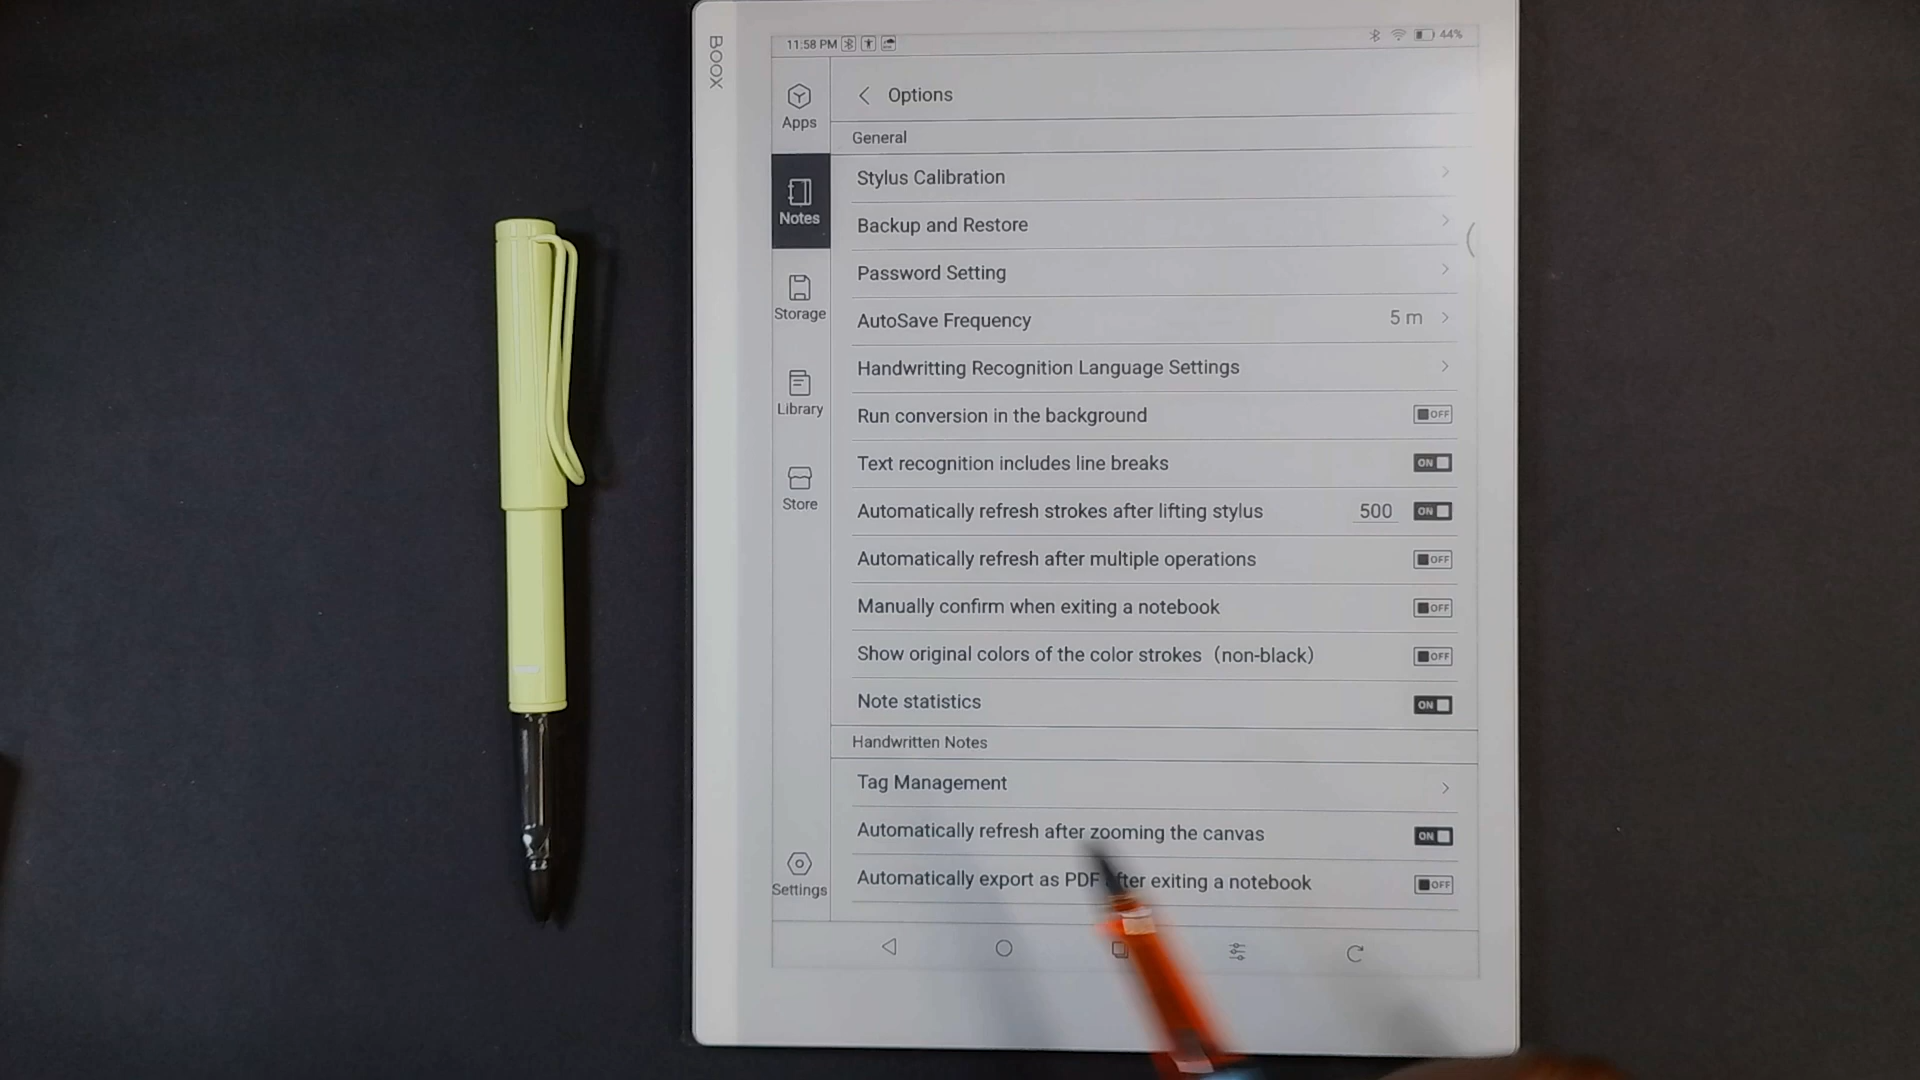 BOOX
11:58 PM
44%
Apps
Notes
Storage
Library
Store
Settings
Options
General
Stylus Calibration
Backup and Restore
Password Setting
AutoSave Frequency 5 m
Handwritting Recognition Language Settings
Run conversion in the background OFF
Text recognition includes line breaks ON
Automatically refresh strokes after lifting stylus 500 ON
Automatically refresh after multiple operations OFF
Manually confirm when exiting a notebook OFF
Show original colors of the color strokes（non-black） OFF
Note statistics ON
Handwritten Notes
Tag Management
Automatically refresh after zooming the canvas ON
Automatically export as PDF after exiting a notebook OFF